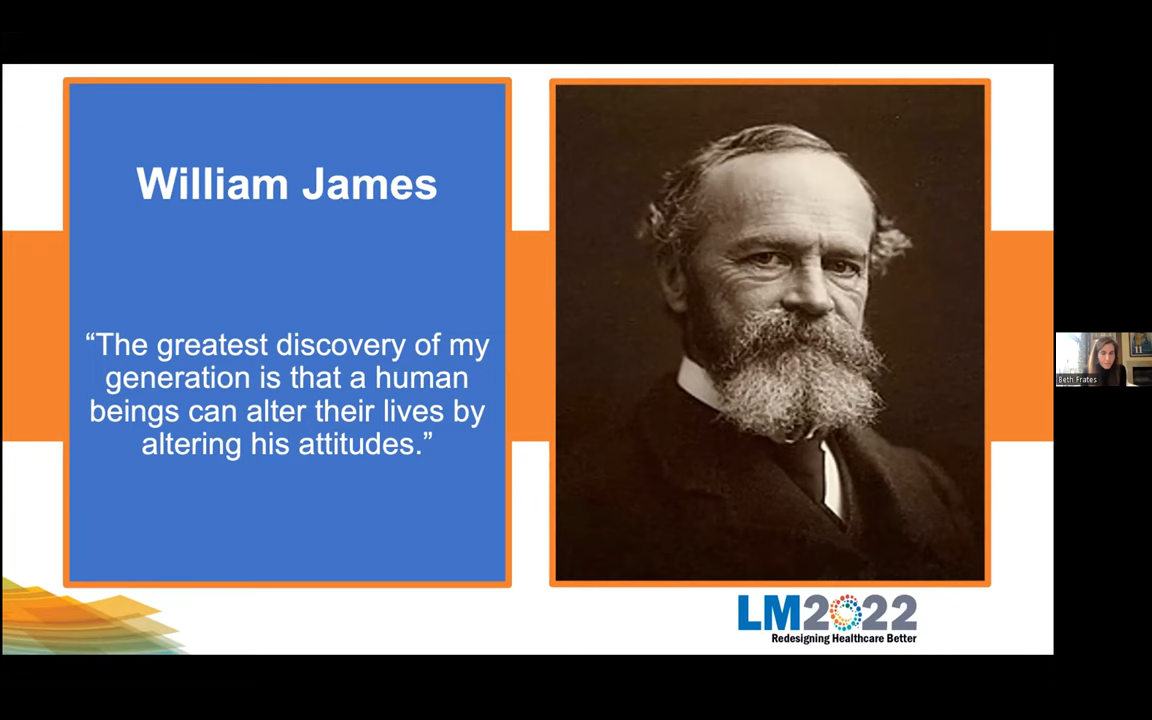 William James
“The greatest discovery of my
generation is that a human
beings can alter their lives by
altering his attitudes.”
LM2022
Redesigning Healthcare Better
11
Beth Frates